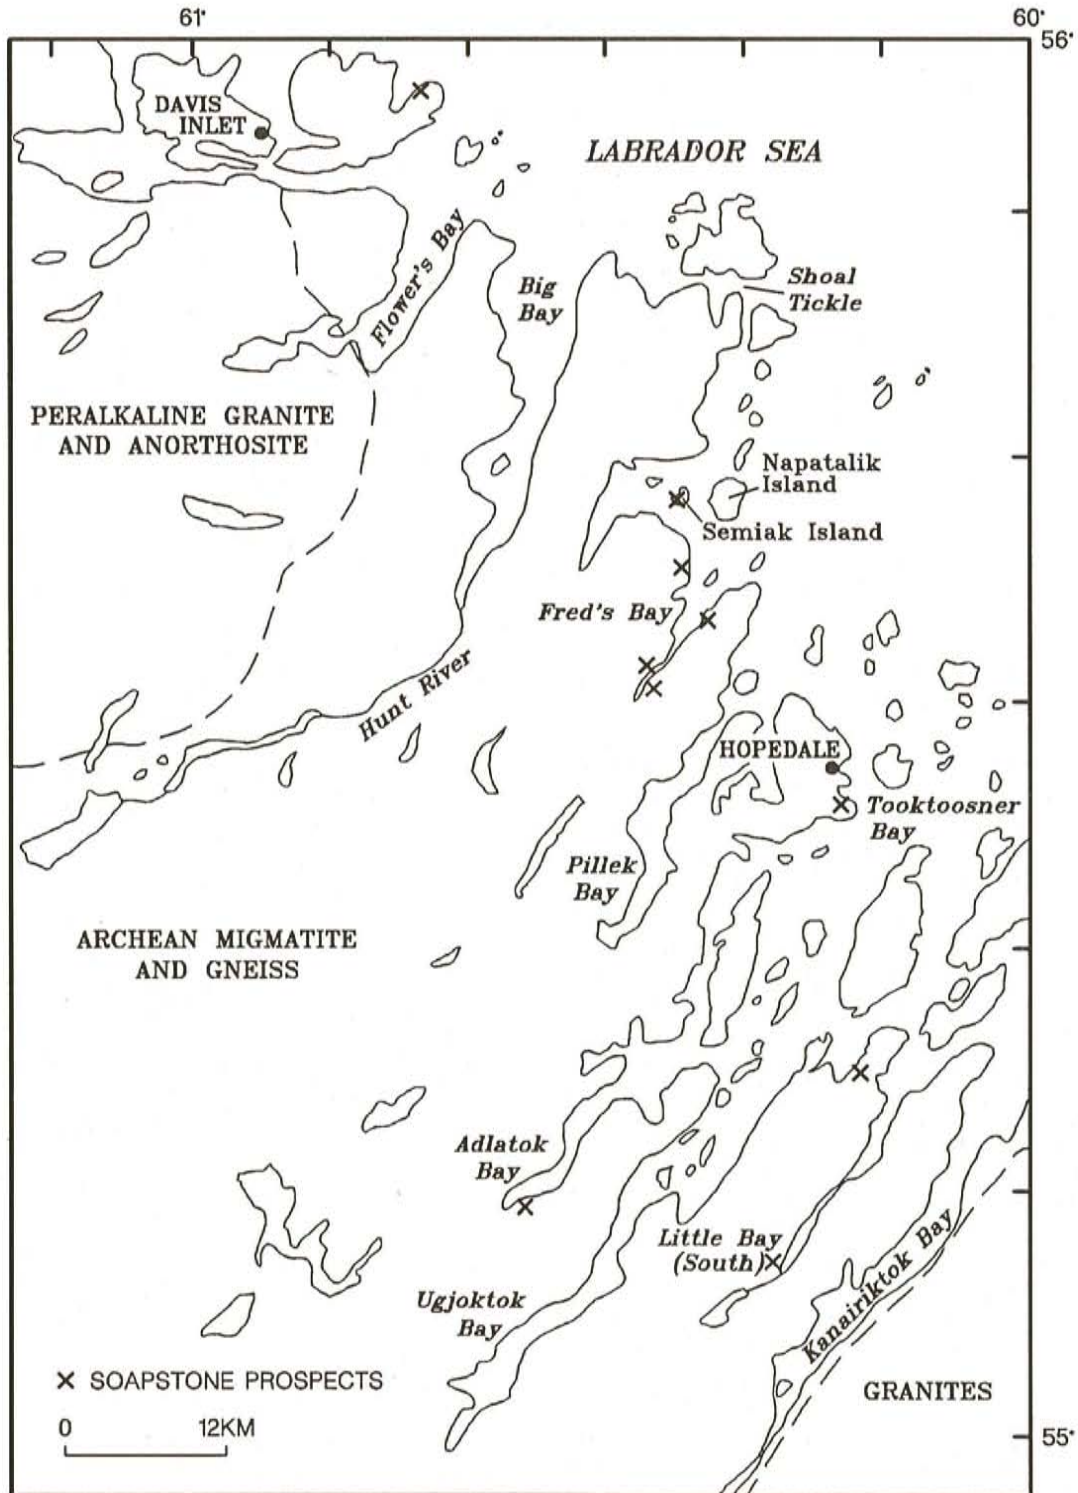 61°
60°
56°
DAVIS
INLET
LABRADOR SEA
Flower's Bay
Big
Bay
Shoal
Tickle
PERALKALINE GRANITE
AND ANORTHOSITE
Napatalik
Island
Semiak Island
Fred's Bay
Hunt River
HOPEDALE
Tooktoosner
Bay
Pillek
Bay
ARCHEAN MIGMATITE
AND GNEISS
Adlatok
Bay
Little Bay
(South)
Kanairiktok Bay
Ugjoktok
Bay
X SOAPSTONE PROSPECTS
GRANITES
0 12KM
55°